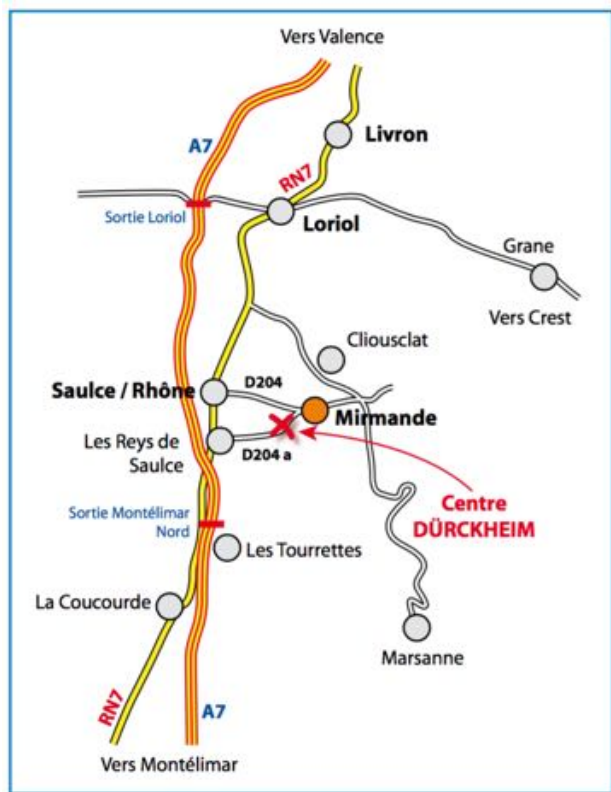 Vers Valence
A7
Livron
RN7
Sortie Loriol
Loriol
Grane
Vers Crest
Cliousclat
Saulce / Rhône
D204
Mirmande
Les Reys de
Saulce
D204 a
Centre
DÜRCKHEIM
Sortie Montélimar
Nord
Les Tourrettes
La Coucourde
Marsanne
RN7
A7
Vers Montélimar